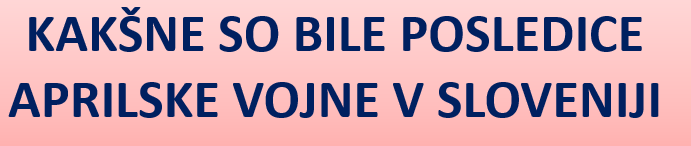 KAKŠNE SO BILE POSLEDICE
APRILSKE VOJNE V SLOVENIJI